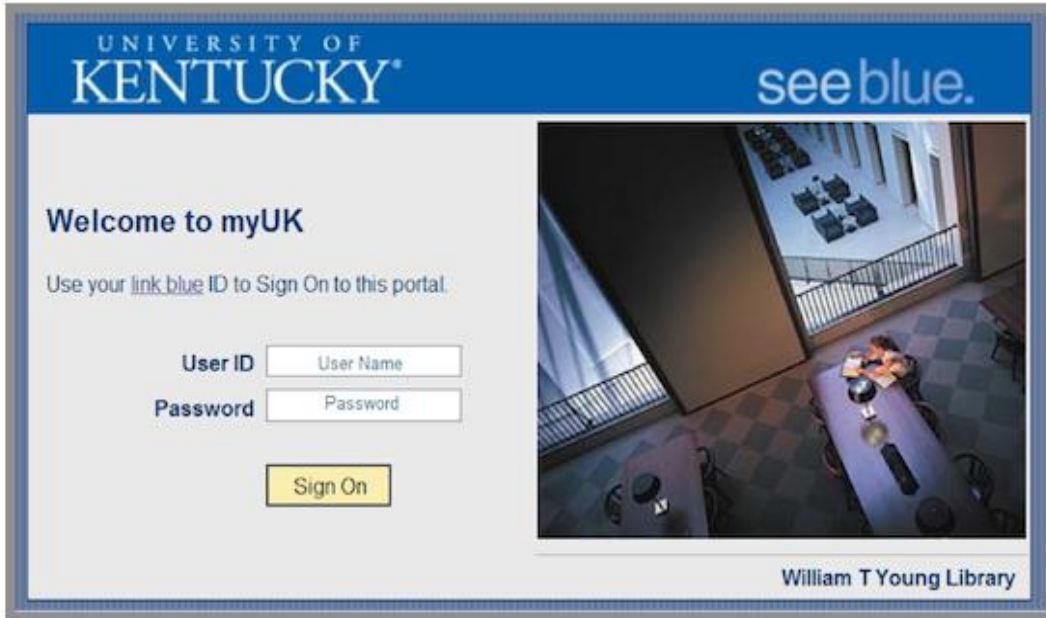 UNIVERSITY OF
KENTUCKY®
see blue.
Welcome to myUK
Use your link blue ID to Sign On to this portal.
User ID User Name
Password Password
Sign On
William T Young Library